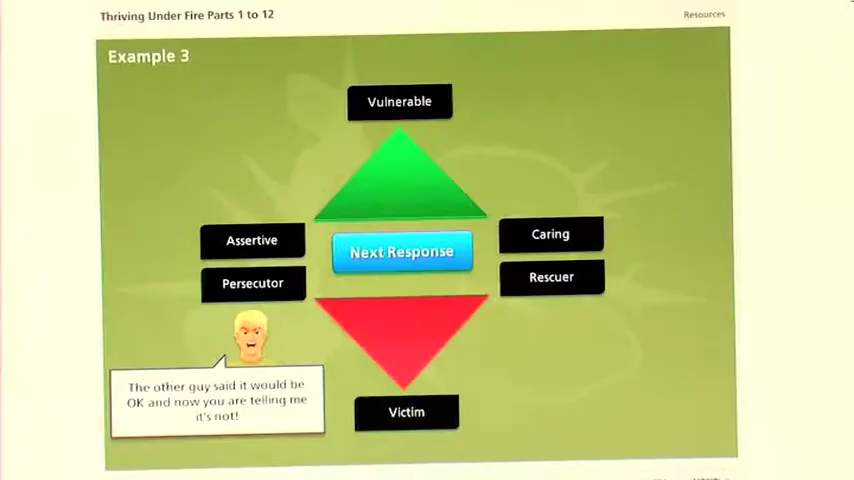 Thriving Under Fire Parts 1 to 12
Resources
Example 3
Vulnerable
Assertive
Next Response
Caring
Persecutor
Rescuer
The other guy said it would be
OK and now you are telling me
it's not!
Victim